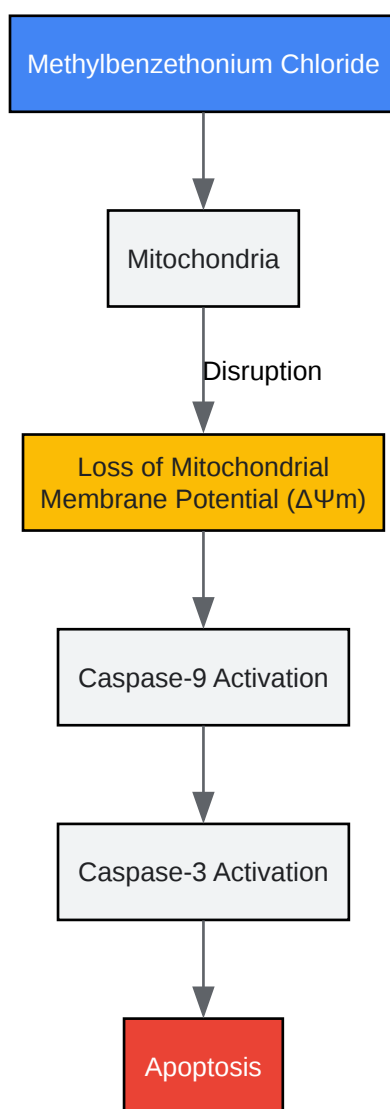 Methylbenzethonium Chloride
Mitochondria
Disruption
Loss of Mitochondrial
Membrane Potential (ΔΨm)
Caspase-9 Activation
Caspase-3 Activation
Apoptosis